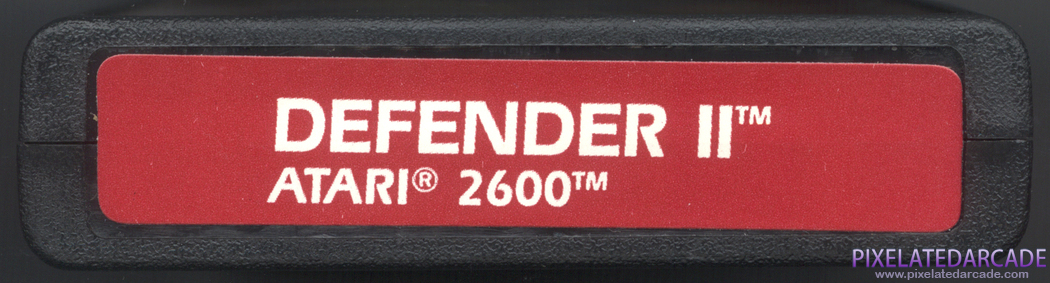 DEFENDER II™
ATARI® 2600™
PIXELATEDARCADE
www.pixelatedarcade.com